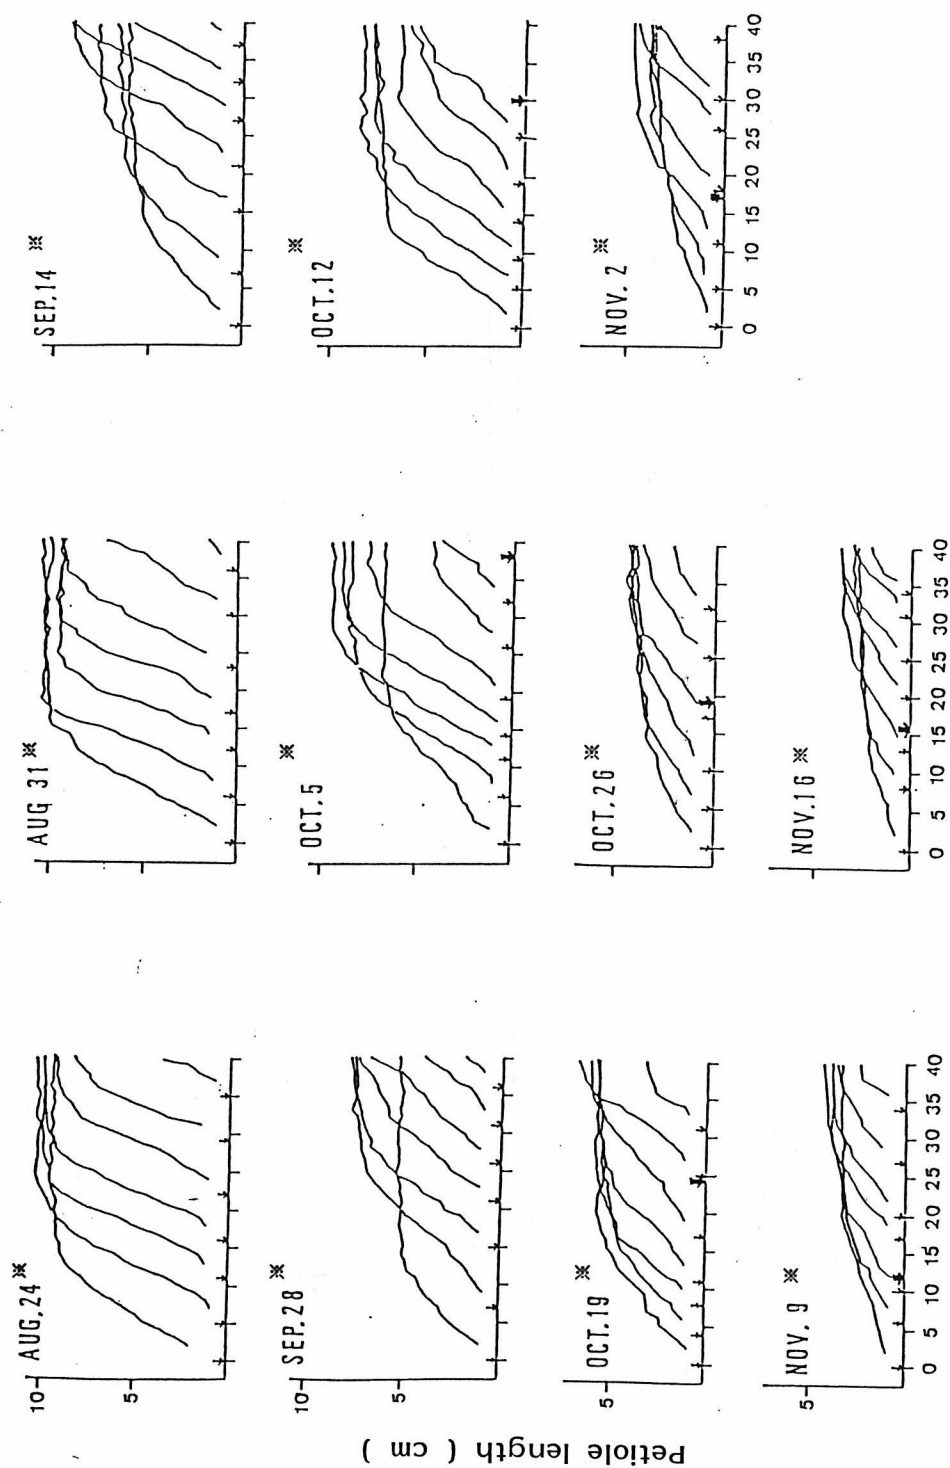 AUG,24 ※
AUG 31 ※
SEP.14 ※
10
5
SEP.28 ※
OCT.5 ※
OCT.12 ※
10
5
OCT.19 ※
OCT.26 ※
NOV. 2 ※
5
0 5 10 15 20 25 30 35 40
NOV. 9 ※
NOV.16 ※
5
0 5 10 15 20 25 30 35 40
0 5 10 15 20 25 30 35 40
Petiole length ( cm )